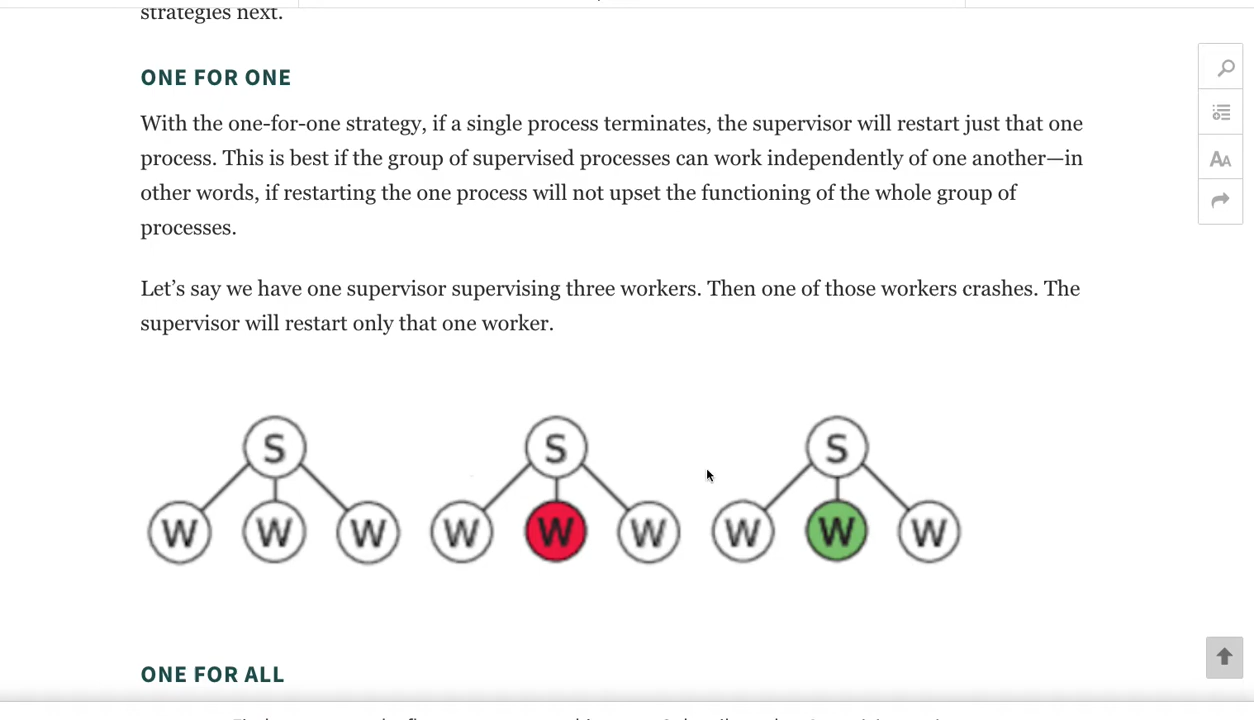 strategies next.
ONE FOR ONE
With the one-for-one strategy, if a single process terminates, the supervisor will restart just that one
process. This is best if the group of supervised processes can work independently of one another—in
other words, if restarting the one process will not upset the functioning of the whole group of
processes.
Let’s say we have one supervisor supervising three workers. Then one of those workers crashes. The
supervisor will restart only that one worker.
S S S
W W W W W W W W W
ONE FOR ALL
AA